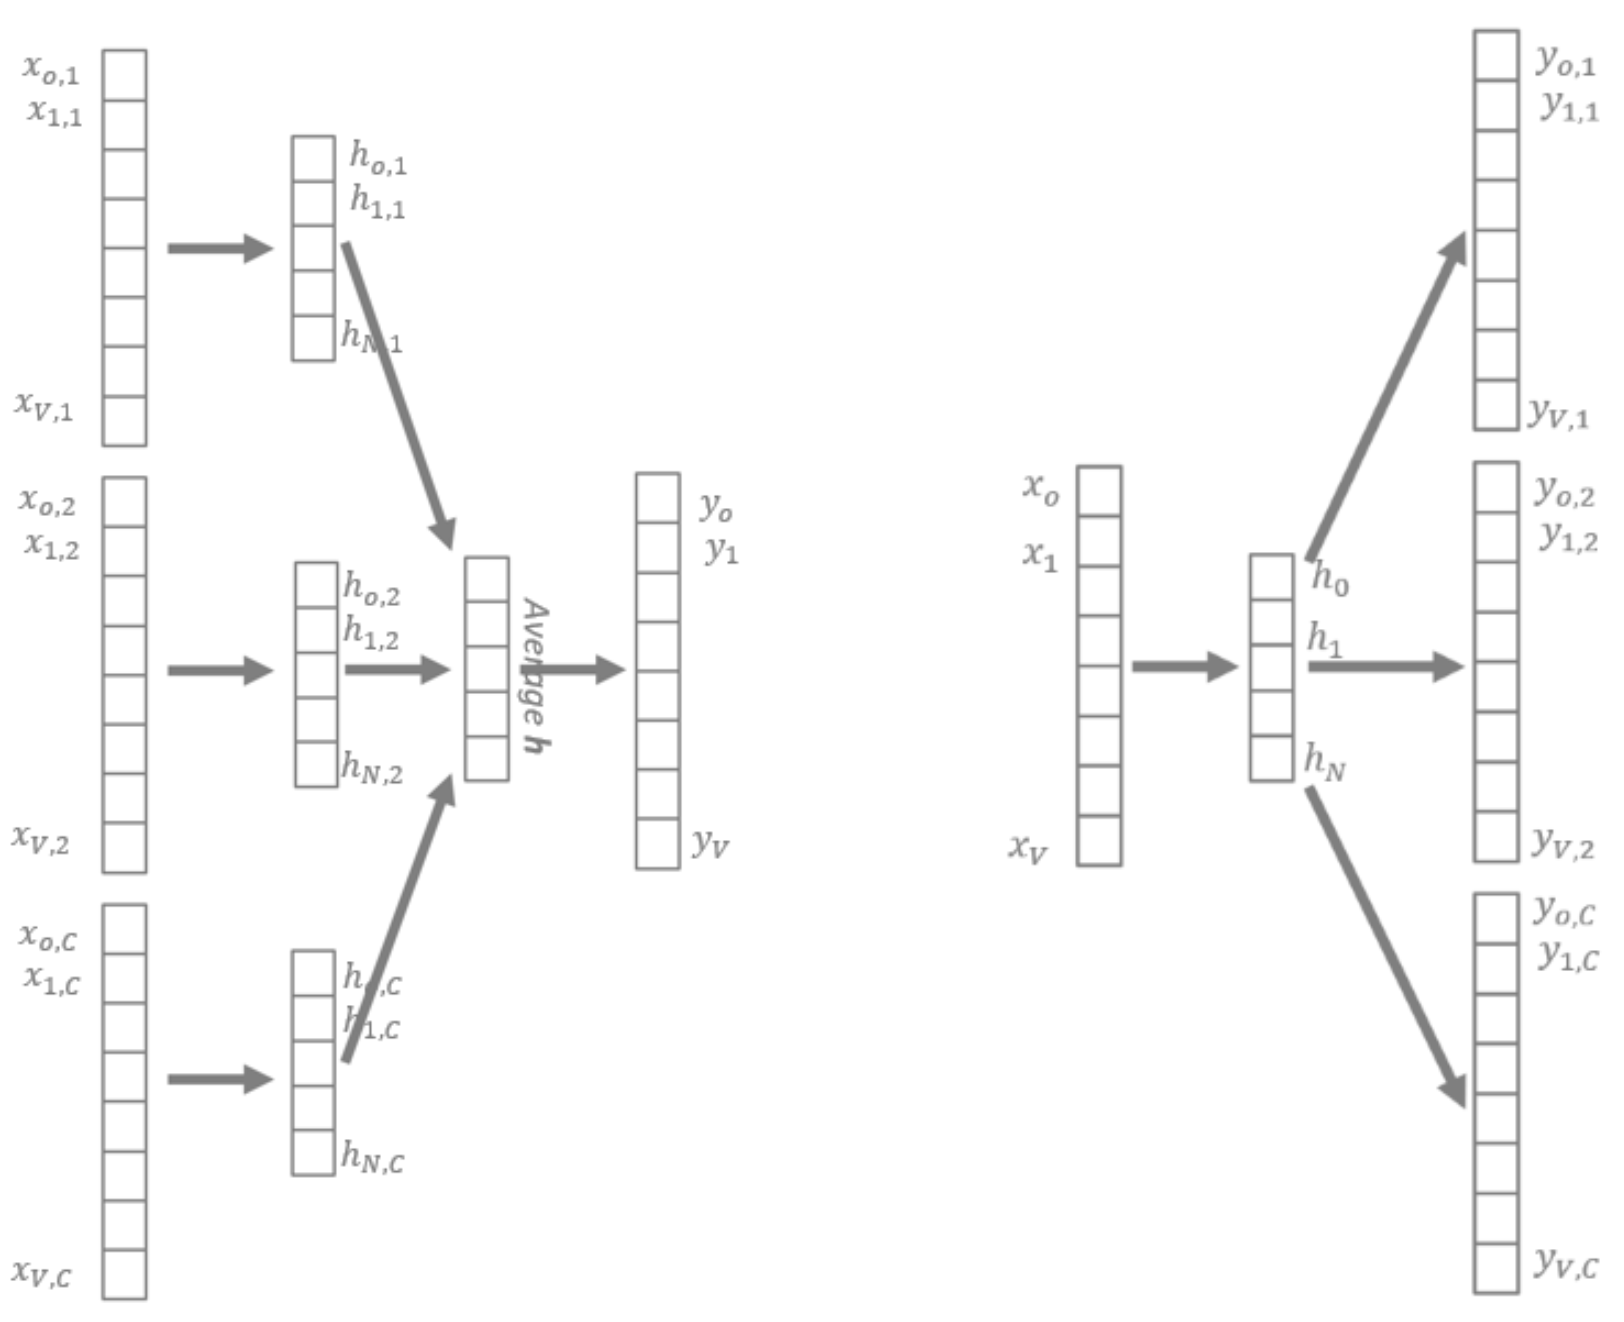 x_{o,1}
x_{1,1}
x_{V,1}
h_{o,1}
h_{1,1}
h_{N,1}
x_{o,2}
x_{1,2}
x_{V,2}
h_{o,2}
h_{1,2}
h_{N,2}
x_{o,C}
x_{1,C}
x_{V,C}
h_{o,C}
h_{1,C}
h_{N,C}
Average h
y_o
y_1
y_V
x_o
x_1
x_V
h_0
h_1
h_N
y_{o,1}
y_{1,1}
y_{V,1}
y_{o,2}
y_{1,2}
y_{V,2}
y_{o,C}
y_{1,C}
y_{V,C}